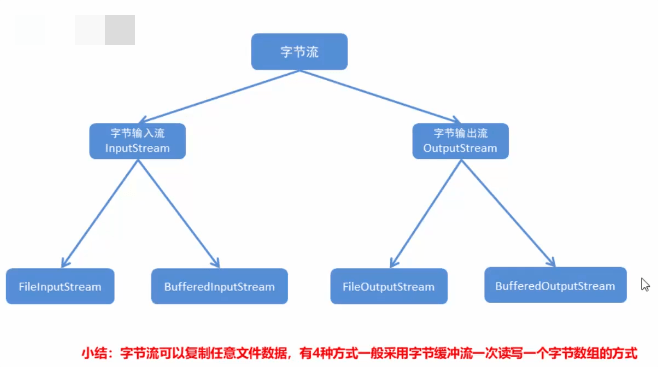 字节流
字节输入流
InputStream
字节输出流
OutputStream
FileInputStream
BufferedInputStream
FileOutputStream
BufferedOutputStream
小结：字节流可以复制任意文件数据，有4种方式一般采用字节缓冲流一次读写一个字节数组的方式